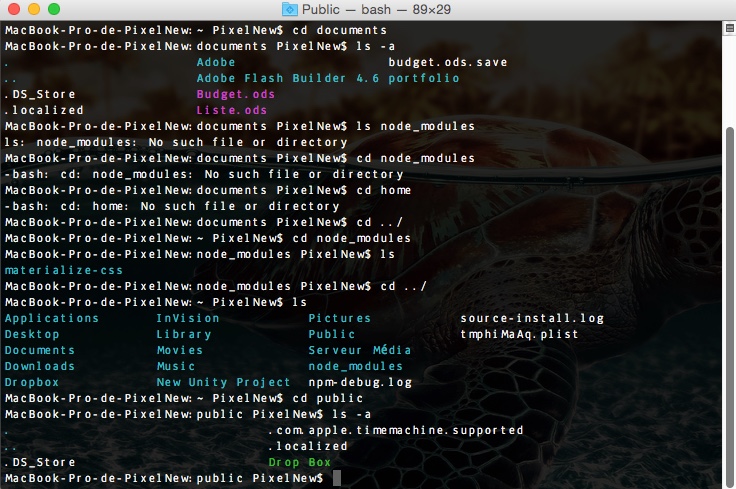 Public — bash — 89×29
MacBook-Pro-de-PixelNew:~ PixelNew$ cd documents
MacBook-Pro-de-PixelNew:documents PixelNew$ ls -a
. Adobe budget.ods.save
.. Adobe Flash Builder 4.6 portfolio
.DS_Store Budget.ods
.localized Liste.ods
MacBook-Pro-de-PixelNew:documents PixelNew$ ls node_modules
ls: node_modules: No such file or directory
MacBook-Pro-de-PixelNew:documents PixelNew$ cd node_modules
-bash: cd: node_modules: No such file or directory
MacBook-Pro-de-PixelNew:documents PixelNew$ cd home
-bash: cd: home: No such file or directory
MacBook-Pro-de-PixelNew:documents PixelNew$ cd ../
MacBook-Pro-de-PixelNew:~ PixelNew$ cd node_modules
MacBook-Pro-de-PixelNew:node_modules PixelNew$ ls
materialize-css
MacBook-Pro-de-PixelNew:node_modules PixelNew$ cd ../
MacBook-Pro-de-PixelNew:~ PixelNew$ ls
Applications InVision Pictures source-install.log
Desktop Library Public tmphiMaAq.plist
Documents Movies Serveur Média
Downloads Music node_modules
Dropbox New Unity Project npm-debug.log
MacBook-Pro-de-PixelNew:~ PixelNew$ cd public
MacBook-Pro-de-PixelNew:public PixelNew$ ls -a
. .com.apple.timemachine.supported
.. .localized
.DS_Store Drop Box
MacBook-Pro-de-PixelNew:public PixelNew$